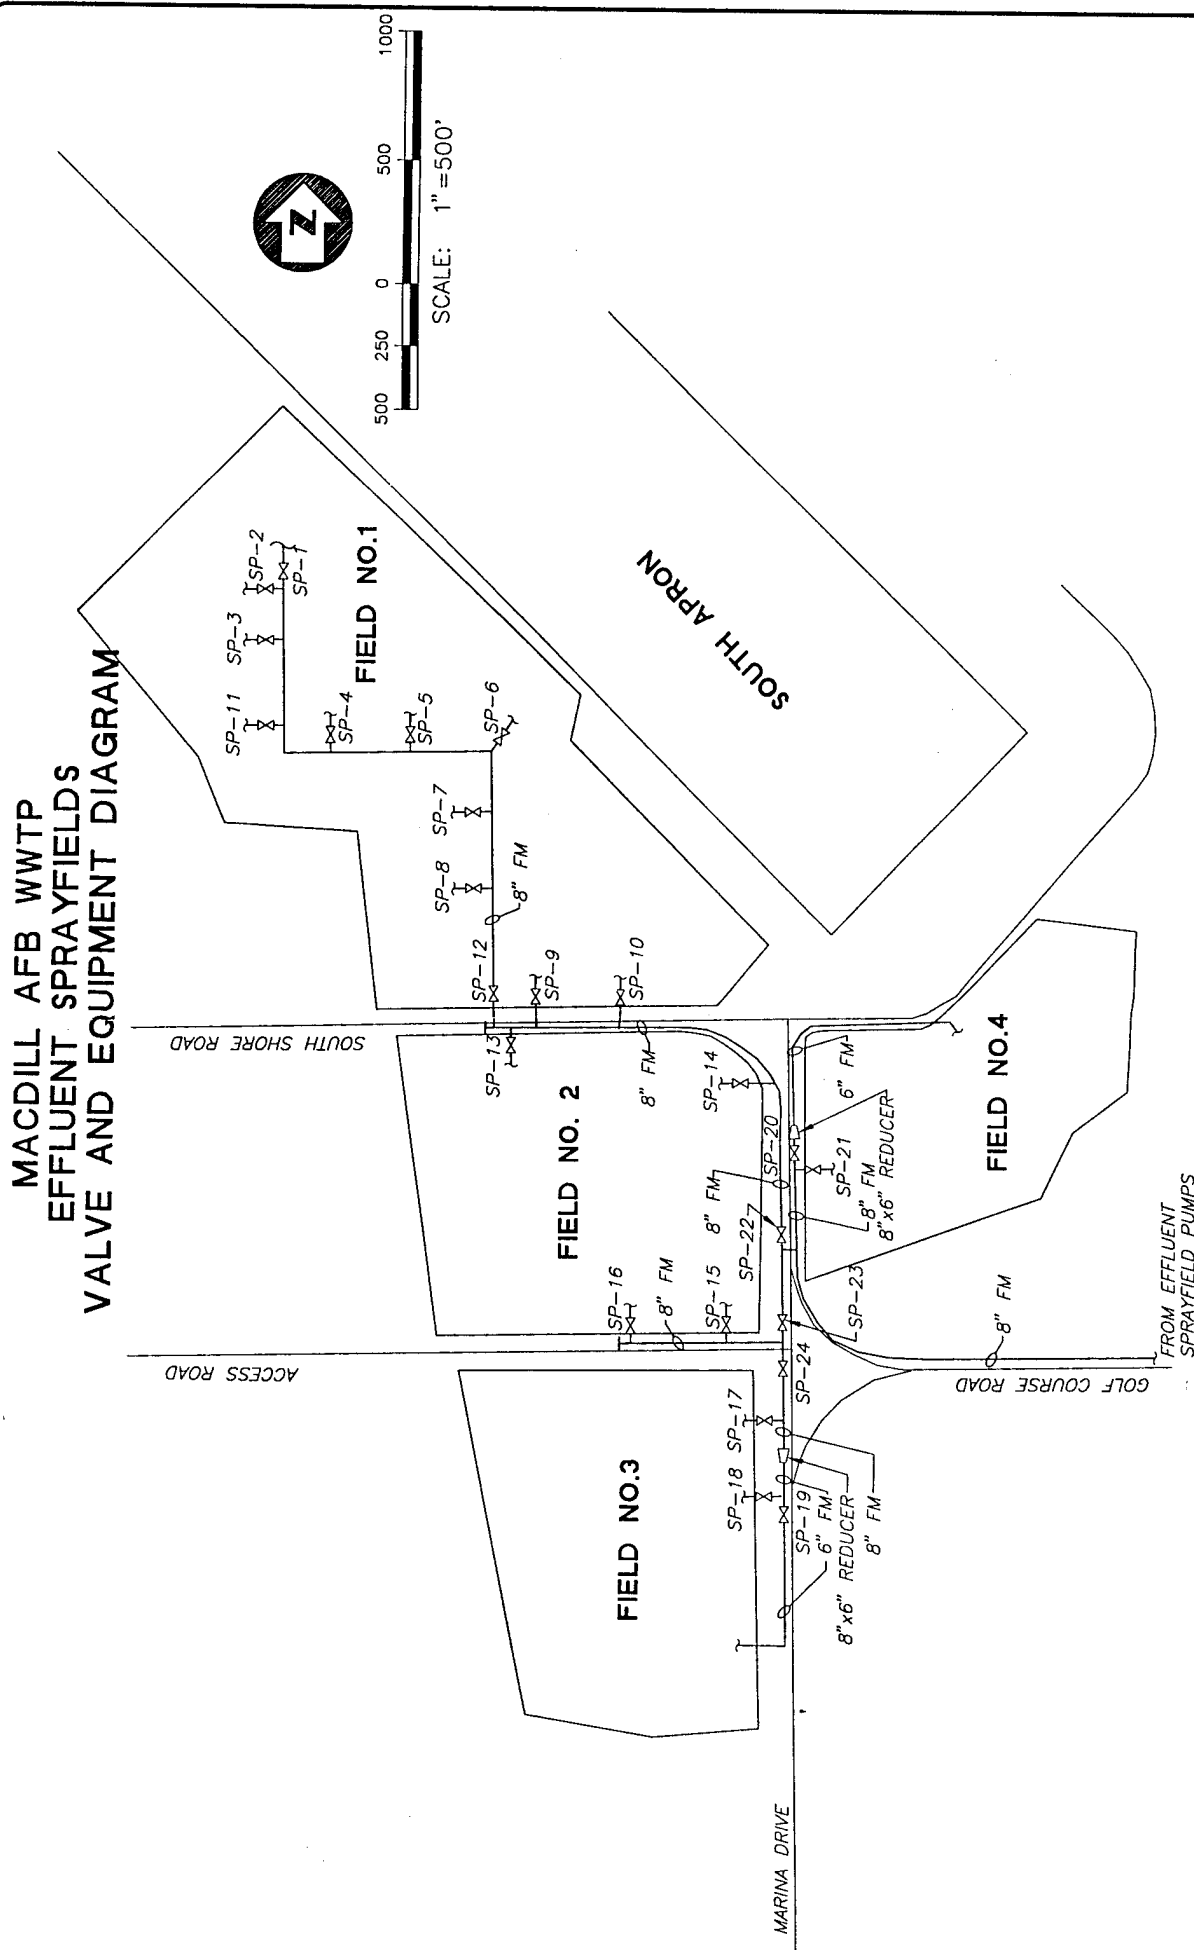 MACDILL AFB WWTP
EFFLUENT SPRAYFIELDS
VALVE AND EQUIPMENT DIAGRAM
N
500
250
0
500
1000
SCALE: 1"=500'
SP-11
SP-3
SP-2
SP-1
FIELD NO.1
SP-4
SP-5
SP-6
SP-7
SP-8
8" FM
SP-12
SP-9
SP-10
SOUTH APRON
SOUTH SHORE ROAD
SP-13
8" FM
SP-14
FIELD NO. 2
SP-20
8" FM
SP-22
SP-16
8" FM
SP-15
ACCESS ROAD
6" FM
SP-21
8" FM
8"x6" REDUCER
FIELD NO.4
SP-23
SP-24
SP-17
SP-18
FIELD NO.3
SP-19
6" FM
8"x6" REDUCER
8" FM
8" FM
GOLF COURSE ROAD
FROM EFFLUENT
SPRAYFIELD PUMPS
MARINA DRIVE